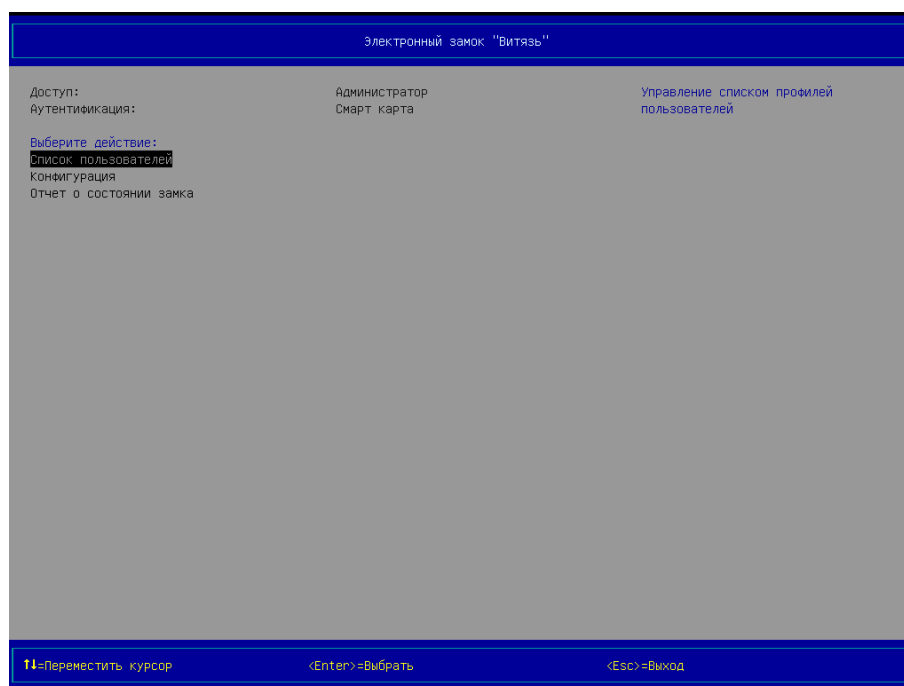 Электронный замок "Витязь"
Доступ: Администратор Управление списком профилей
Аутентификация: Смарт карта пользователей
Выберите действие:
Список пользователей
Конфигурация
Отчет о состоянии замка
↑↓=Переместить курсор <Enter>=Выбрать <Esc>=Выход